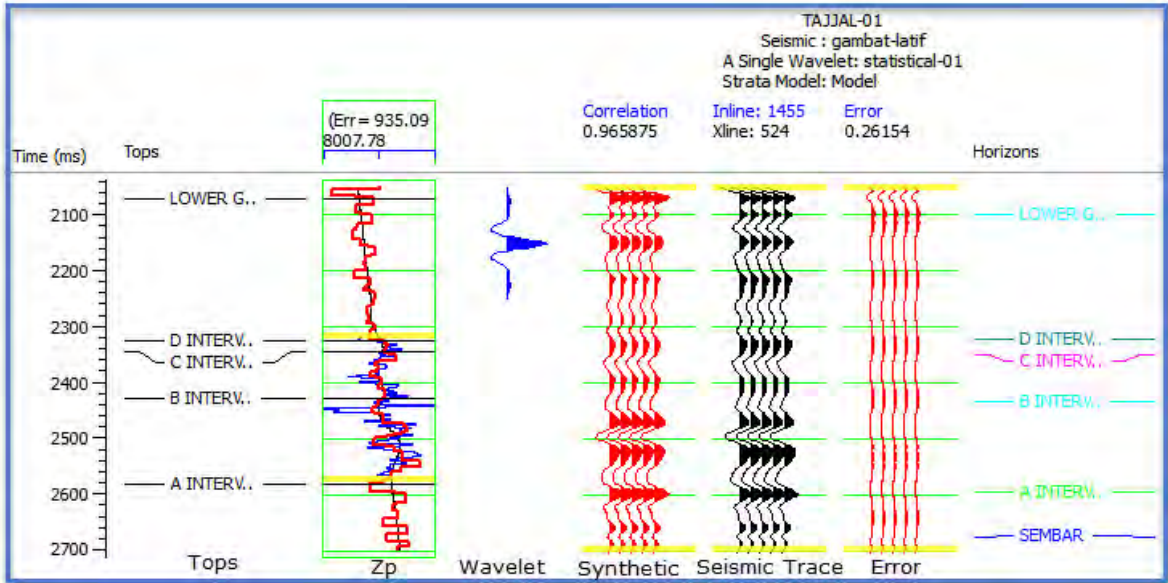 TAJJAL-01
Seismic : gambat-latif
A Single Wavelet: statistical-01
Strata Model: Model
(Err= 935.09
8007.78
Correlation Inline: 1455 Error
0.965875 Xline: 524 0.26154
Time (ms) Tops Horizons
LOWER G.. LOWER G..
2100
2200
2300
D INTERV.. D INTERV..
C INTERV.. C INTERV..
2400
B INTERV.. B INTERV..
2500
A INTERV.. A INTERV..
2600
SEMBAR
2700
Tops Zp Wavelet Synthetic Seismic Trace Error